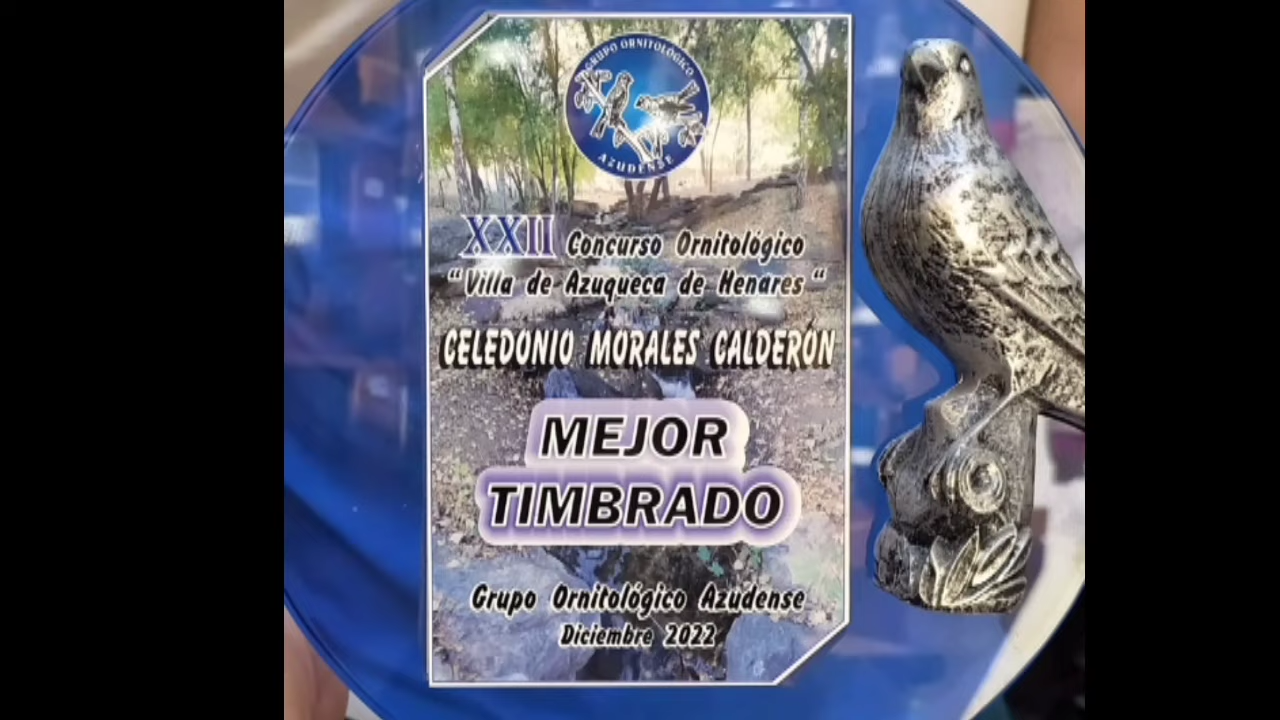 GRUPO ORNITOLÓGICO
AZUDENSE
XXII Concurso Ornitológico
“Villa de Azuqueca de Henares“
CELEDONIO MORALES CALDERÓN
MEJOR
TIMBRADO
Grupo Ornitológico Azudense
Diciembre 2022